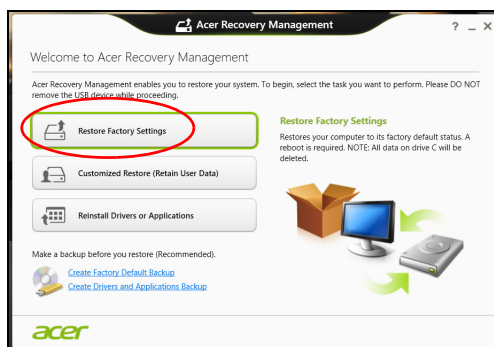 Acer Recovery Management
? _ X
Welcome to Acer Recovery Management
Acer Recovery Management enables you to restore your system. To begin, select the task you want to perform. Please DO NOT
remove the USB device while proceeding.
Restore Factory Settings
Customized Restore (Retain User Data)
Reinstall Drivers or Applications
Restore Factory Settings
Restores your computer to its factory default status. A
reboot is required. NOTE: All data on drive C will be
deleted.
Make a backup before you restore (Recommended).
Create Factory Default Backup
Create Drivers and Applications Backup
acer